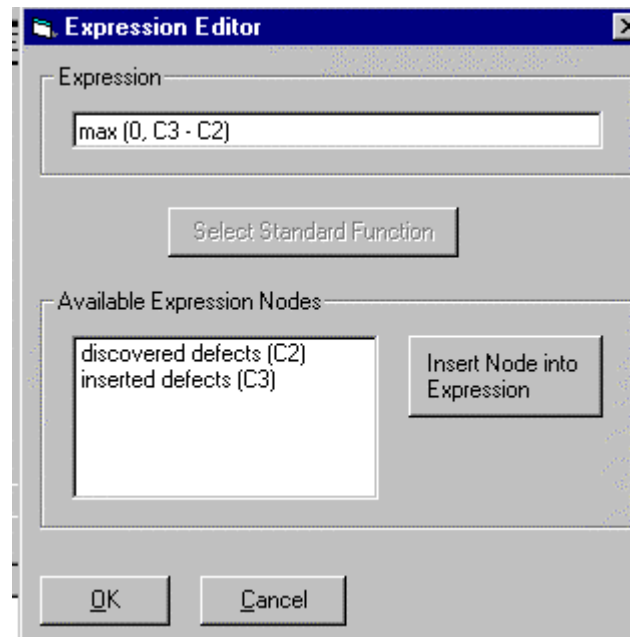 Expression Editor
Expression
max (0, C3 - C2)
Select Standard Function
Available Expression Nodes
discovered defects (C2)
inserted defects (C3)
Insert Node into
Expression
OK
Cancel